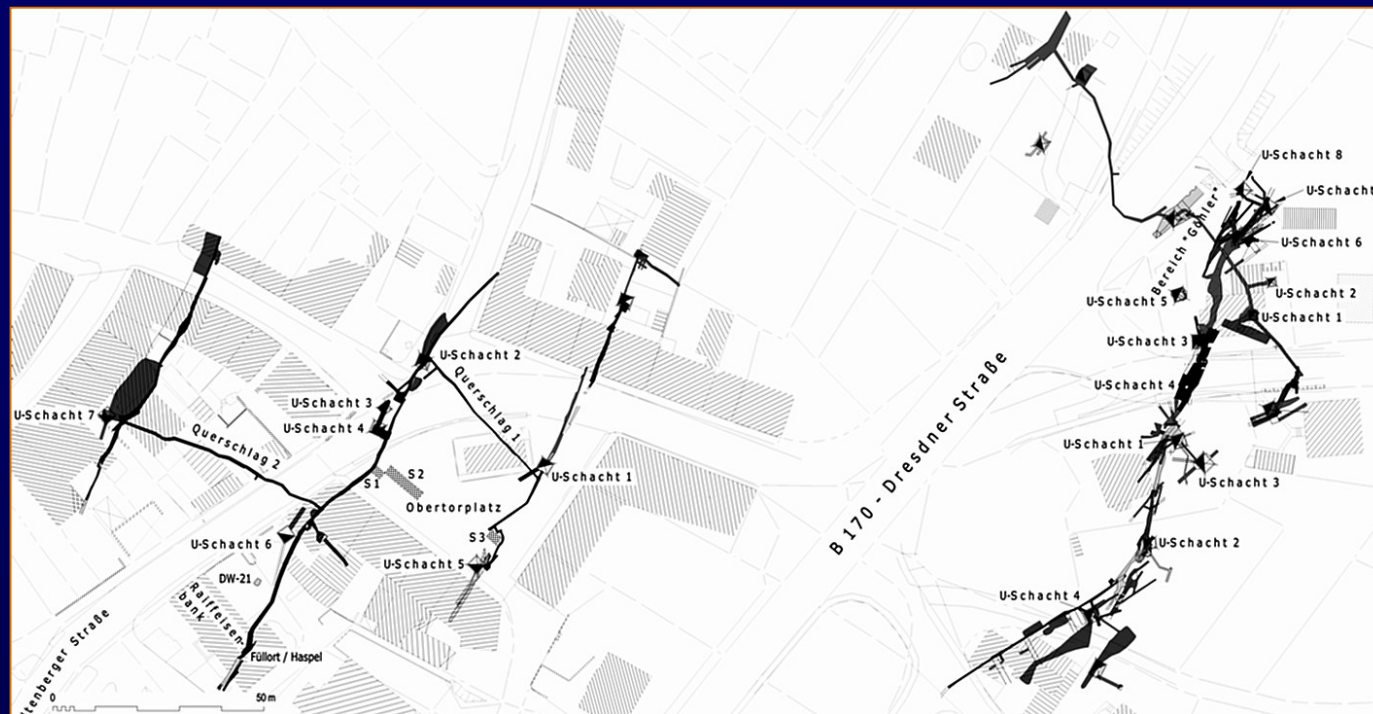 U-Schacht 8
U-Schacht
U-Schacht 6
Bereich "Göhler"
U-Schacht 5
U-Schacht 2
U-Schacht 1
U-Schacht 3
U-Schacht 4
U-Schacht 1
U-Schacht 3
U-Schacht 2
U-Schacht 4
B 170 - Dresdner Straße
U-Schacht 2
Querschlag 1
U-Schacht 3
U-Schacht 4
U-Schacht 7
Querschlag 2
S1
S2
U-Schacht 1
Obertorplatz
S3
U-Schacht 6
U-Schacht 5
DW-21
Raiffeisen-
bank
Füllort / Haspel
tenberger Straße
0
50 m